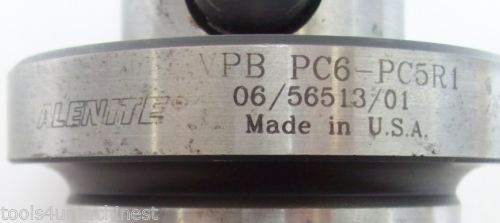 VPB PC6-PC5R1
06/56513/01
ALENITE®
Made in U.S.A.